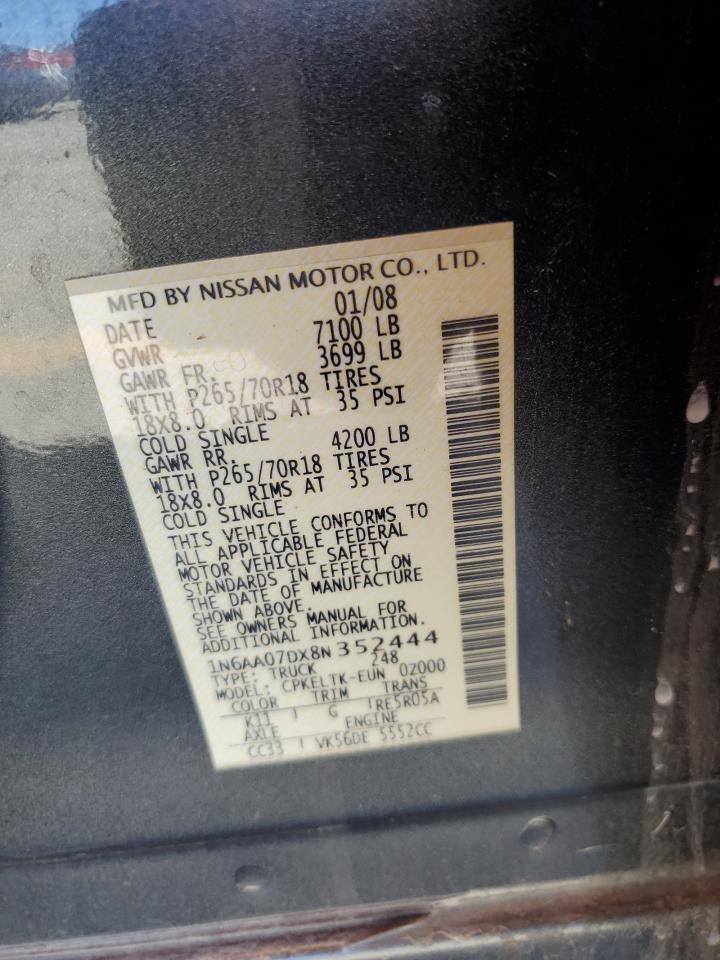 MFD BY NISSAN MOTOR CO., LTD.
DATE 01/08
GVWR 7100 LB
GAWR FR. 3699 LB
WITH P265/70R18 TIRES
18X8.0 RIMS AT 35 PSI
COLD SINGLE
GAWR RR. 4200 LB
WITH P265/70R18 TIRES
18X8.0 RIMS AT 35 PSI
COLD SINGLE
THIS VEHICLE CONFORMS TO
ALL APPLICABLE FEDERAL
MOTOR VEHICLE SAFETY
STANDARDS IN EFFECT ON
THE DATE OF MANUFACTURE
SHOWN ABOVE.
SEE OWNERS MANUAL FOR
ADDITIONAL INFORMATION.
1N6AA07DX8N352444
TYPE: TRUCK 248
MODEL: CPKELTK-EUN 02000
COLOR TRIM TRANS
K11 G RE5R05A
AXLE ENGINE
CC33 VK56DE 5552CC